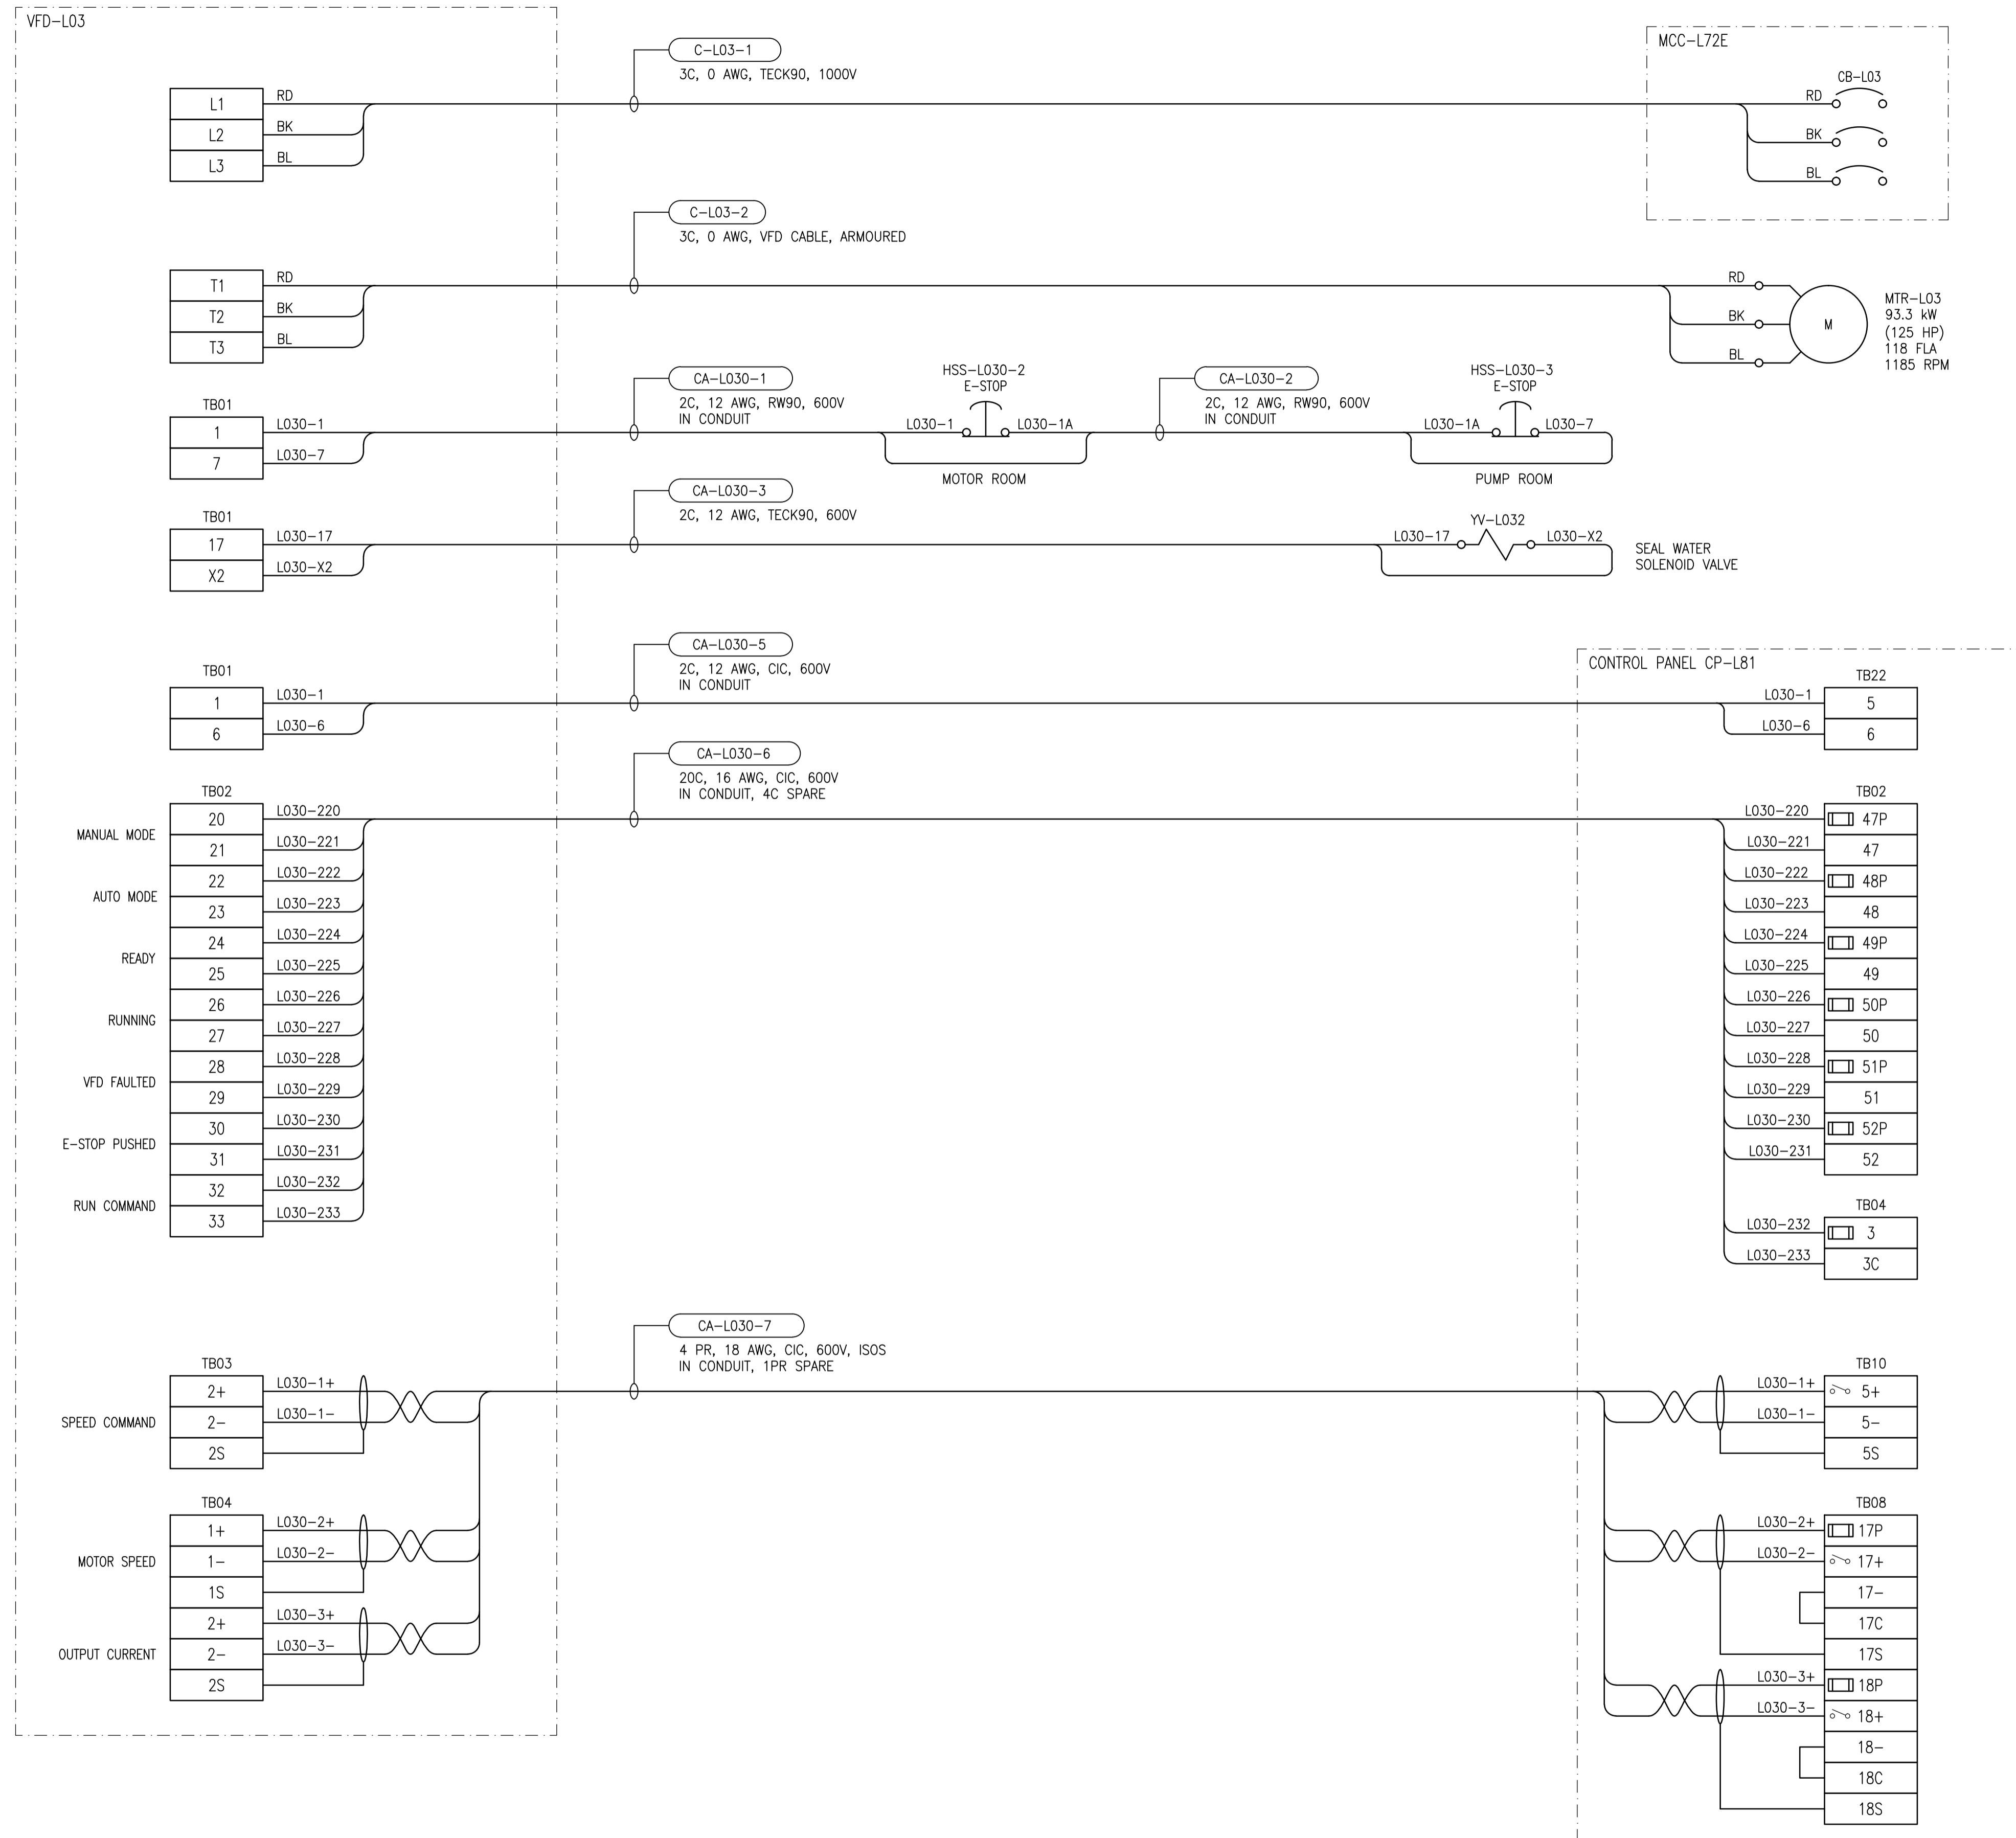 VFD-L03
C-L03-1
3C, 0 AWG, TECK90, 1000V
MCC-L72E
CB-L03
L1 RD
L2 BK
L3 BL
RD
BK
BL
C-L03-2
3C, 0 AWG, VFD CABLE, ARMOURED
T1 RD
T2 BK
T3 BL
RD
BK
BL
M
MTR-L03
93.3 kW
(125 HP)
118 FLA
1185 RPM
TB01
1 L030-1
7 L030-7
CA-L030-1
2C, 12 AWG, RW90, 600V
IN CONDUIT
HSS-L030-2
E-STOP
L030-1 L030-1A
MOTOR ROOM
CA-L030-2
2C, 12 AWG, RW90, 600V
IN CONDUIT
HSS-L030-3
E-STOP
L030-1A L030-7
PUMP ROOM
TB01
17 L030-17
X2 L030-X2
CA-L030-3
2C, 12 AWG, TECK90, 600V
YV-L032
L030-17 L030-X2
SEAL WATER
SOLENOID VALVE
TB01
1 L030-1
6 L030-6
CA-L030-5
2C, 12 AWG, CIC, 600V
IN CONDUIT
CONTROL PANEL CP-L81
TB22
L030-1 5
L030-6 6
CA-L030-6
20C, 16 AWG, CIC, 600V
IN CONDUIT, 4C SPARE
TB02
MANUAL MODE
20 L030-220
21 L030-221
AUTO MODE
22 L030-222
23 L030-223
READY
24 L030-224
25 L030-225
RUNNING
26 L030-226
27 L030-227
VFD FAULTED
28 L030-228
29 L030-229
E-STOP PUSHED
30 L030-230
31 L030-231
RUN COMMAND
32 L030-232
33 L030-233
TB02
L030-220 47P
L030-221 47
L030-222 48P
L030-223 48
L030-224 49P
L030-225 49
L030-226 50P
L030-227 50
L030-228 51P
L030-229 51
L030-230 52P
L030-231 52
TB04
L030-232 3
L030-233 3C
CA-L030-7
4 PR, 18 AWG, CIC, 600V, ISOS
IN CONDUIT, 1PR SPARE
TB03
SPEED COMMAND
2+ L030-1+
2- L030-1-
2S
TB04
MOTOR SPEED
1+ L030-2+
1- L030-2-
1S
OUTPUT CURRENT
2+ L030-3+
2- L030-3-
2S
TB10
L030-1+ 5+
L030-1- 5-
5S
TB08
L030-2+ 17P
L030-2- 17+
17-
17C
17S
L030-3+ 18P
L030-3- 18+
18-
18C
18S